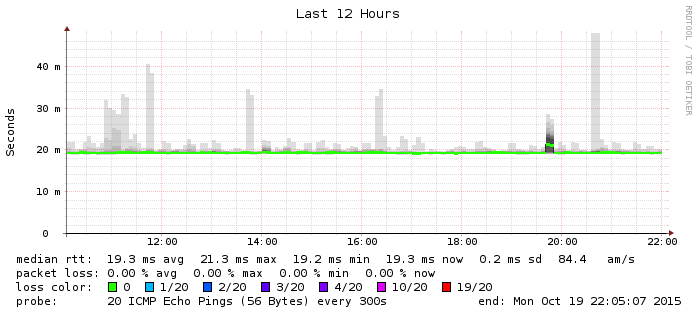 Last 12 Hours
RRDTOOL / TOBI OETIKER
Seconds
40 m
30 m
20 m
10 m
0
12:00 14:00 16:00 18:00 20:00 22:00
median rtt: 19.3 ms avg 21.3 ms max 19.2 ms min 19.3 ms now 0.2 ms sd 84.4 am/s
packet loss: 0.00 % avg 0.00 % max 0.00 % min 0.00 % now
loss color: 0 1/20 2/20 3/20 4/20 10/20 19/20
probe: 20 ICMP Echo Pings (56 Bytes) every 300s end: Mon Oct 19 22:05:07 2015